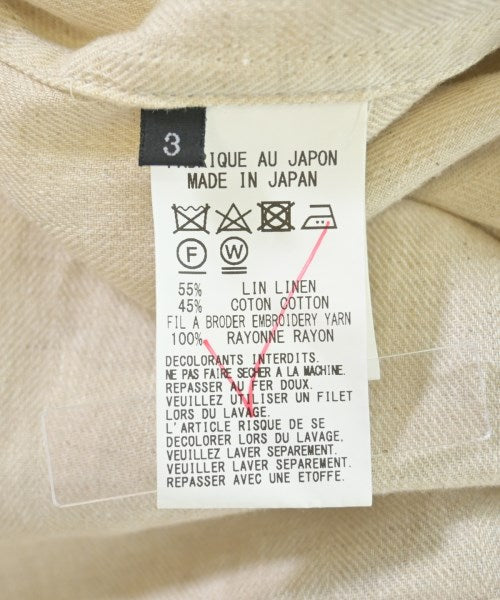 3
FABRIQUE AU JAPON
MADE IN JAPAN
F W
55% LIN LINEN
45% COTON COTTON
FIL A BRODER EMBROIDERY YARN
100% RAYONNE RAYON
DECOLORANTS INTERDITS.
NE PAS FAIRE SECHER A LA MACHINE.
REPASSER AU FER DOUX.
VEUILLEZ UTILISER UN FILET
LORS DU LAVAGE.
L'ARTICLE RISQUE DE SE
DECOLORER LORS DU LAVAGE.
VEUILLEZ LAVER SEPAREMENT.
VEUILLER LAVER SEPAREMENT.
REPASSER AVEC UNE ETOFFE.